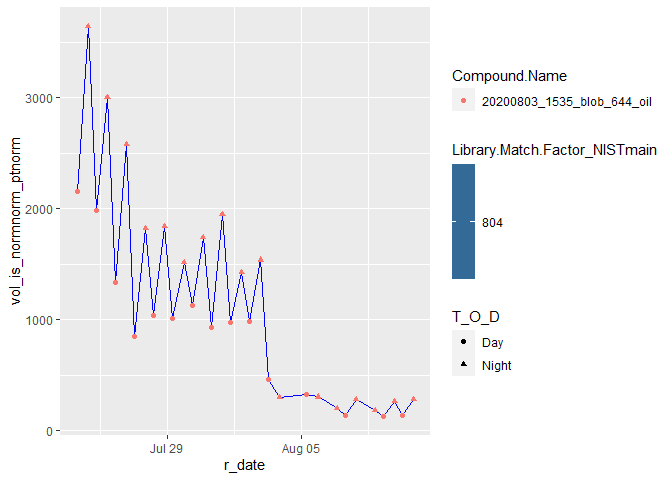 vol_is_normnorm_ptnorm
3000
2000
1000
0
Jul 29
Aug 05
r_date
Compound.Name
20200803_1535_blob_644_oil
Library.Match.Factor_NISTmain
804
T_O_D
Day
Night